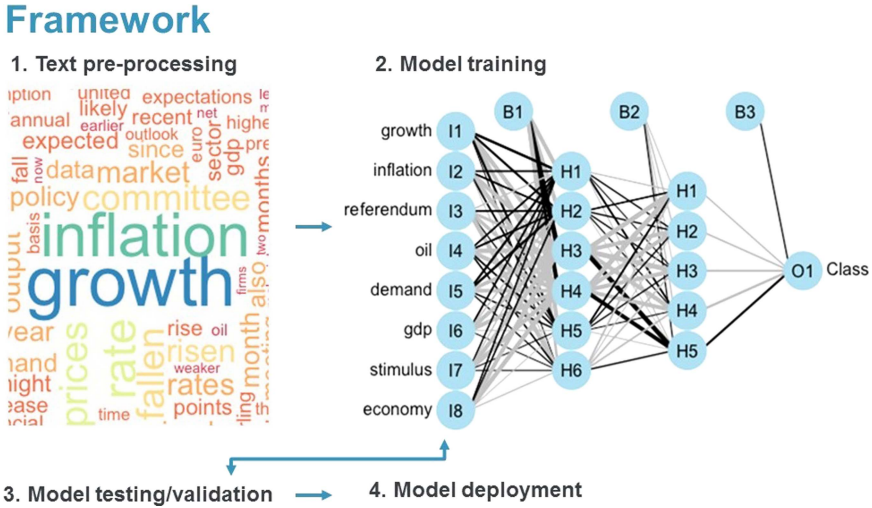 Framework
1. Text pre-processing
2. Model training
united
expectations
likely
annual
recent net
earlier
expected outlook
since
euro
sector
gdp
fall
now
data market
policy committee
months
basis
inflation
two
growth
firms
also
year
prices
rate
fallen
rise oil
risen
month
weaker
rates
points
time
growth
inflation
referendum
oil
demand
gdp
stimulus
economy
I1
I2
I3
I4
I5
I6
I7
I8
B1
H1
H2
H3
H4
H5
H6
B2
H1
H2
H3
H4
H5
B3
O1 Class
3. Model testing/validation
4. Model deployment